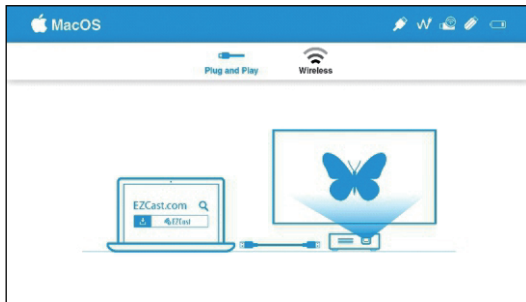 MacOS
Plug and Play
Wireless
EZCast.com
EZCast